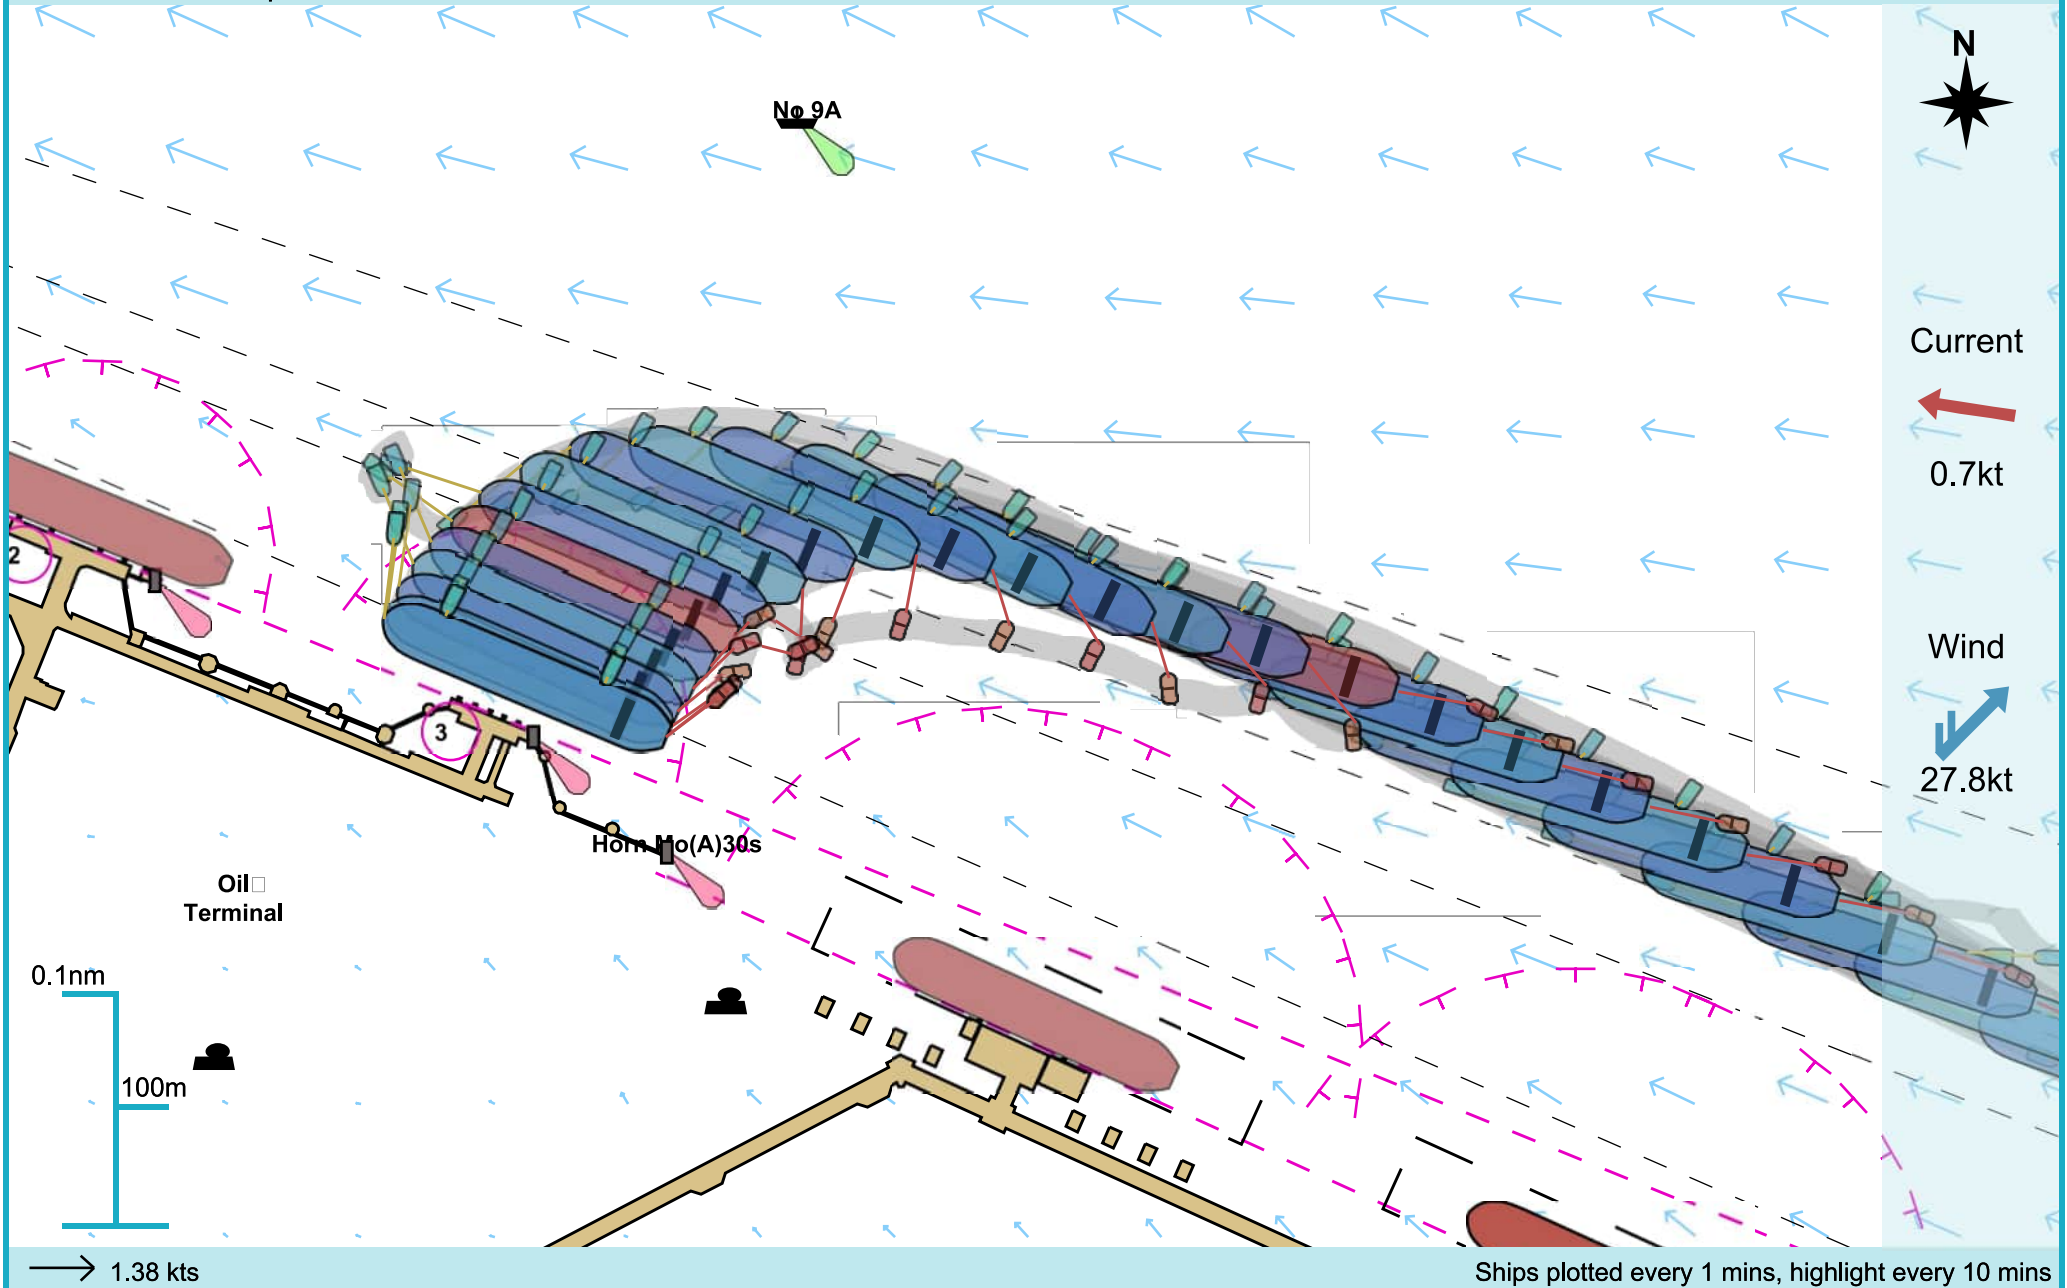 No 9A
N
Current
0.7kt
Wind
27.8kt
2
3
Horn Mo(A)30s
Oil
Terminal
0.1nm
100m
1.38 kts
Ships plotted every 1 mins, highlight every 10 mins